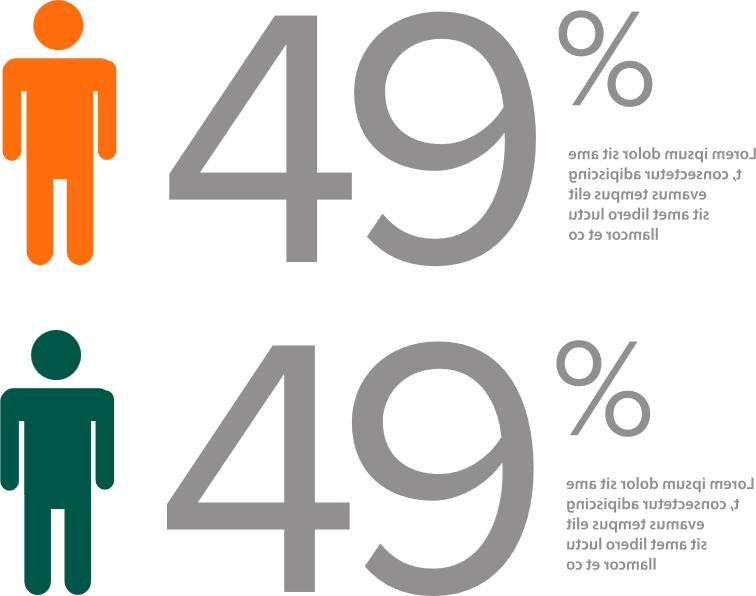 49%
Lorem ipsum dolor sit ame
t, consectetur adipiscing
evamus tempus elit
sit amet libero luctu
llamcorper et co
49%
Lorem ipsum dolor sit ame
t, consectetur adipiscing
evamus tempus elit
sit amet libero luctu
llamcor et co